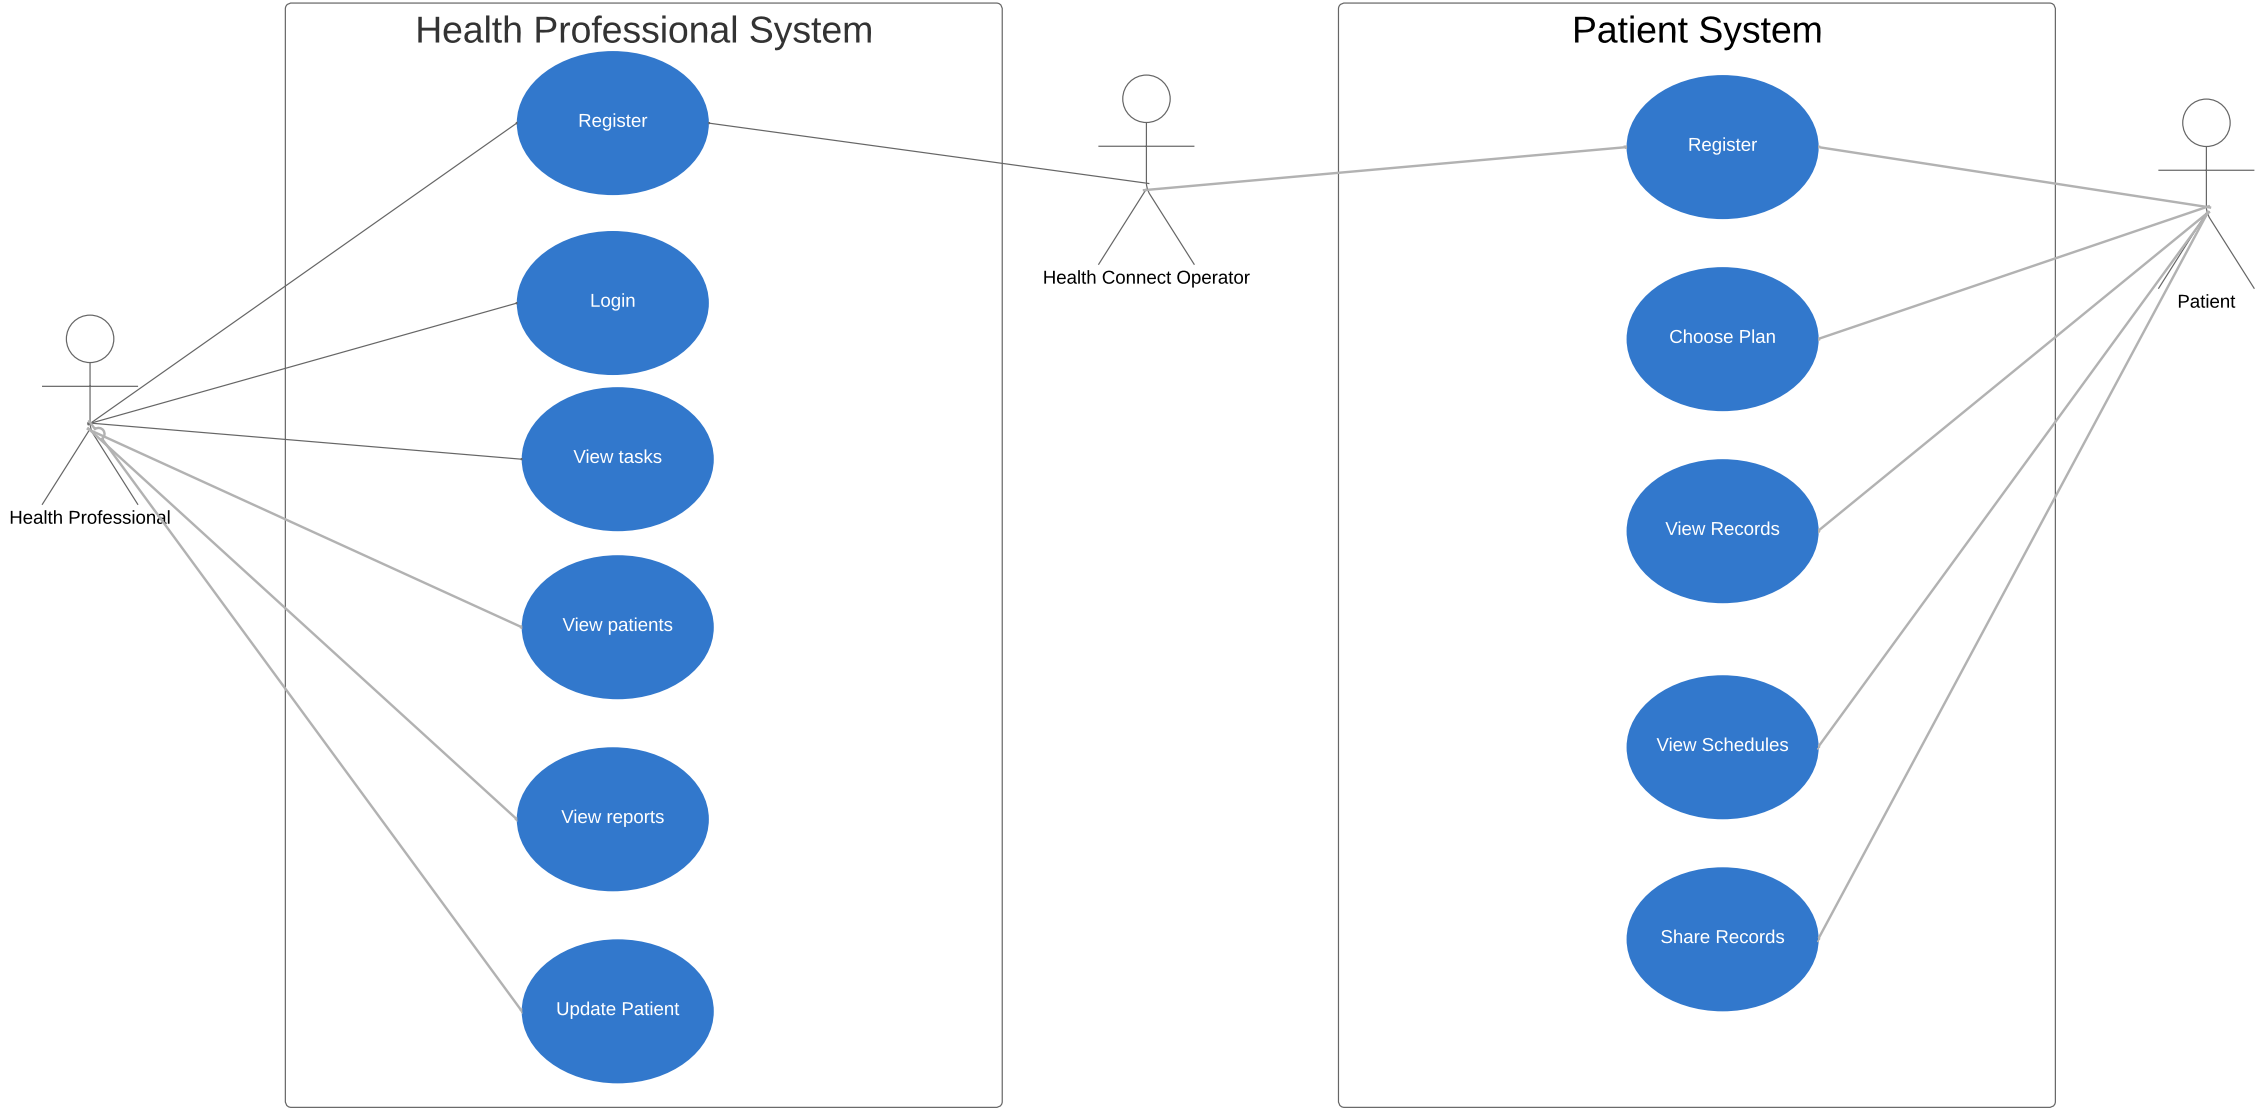 Health Professional System
Register
Login
View tasks
View patients
View reports
Update Patient
Health Professional
Health Connect Operator
Patient System
Register
Choose Plan
View Records
View Schedules
Share Records
Patient